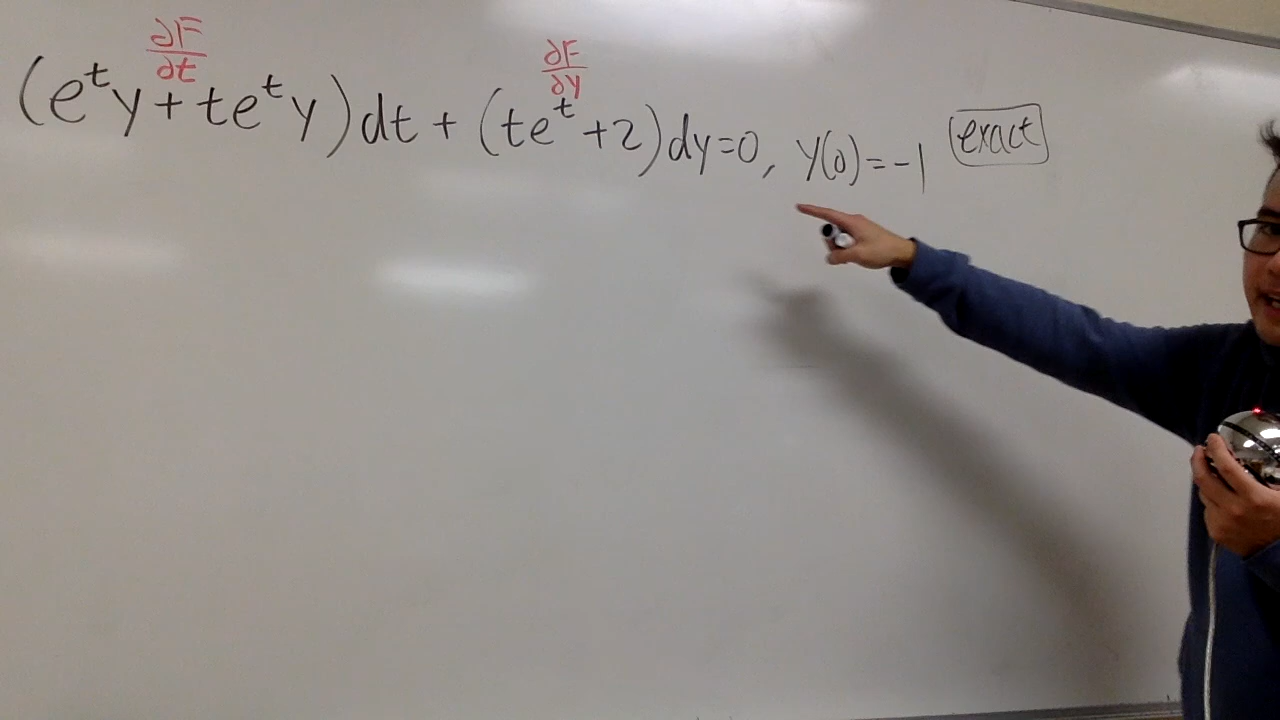 ∂F/∂t ∂F/∂y
(eᵗy + teᵗy)dt + (teᵗ + 2)dy = 0, y(0) = -1 exact